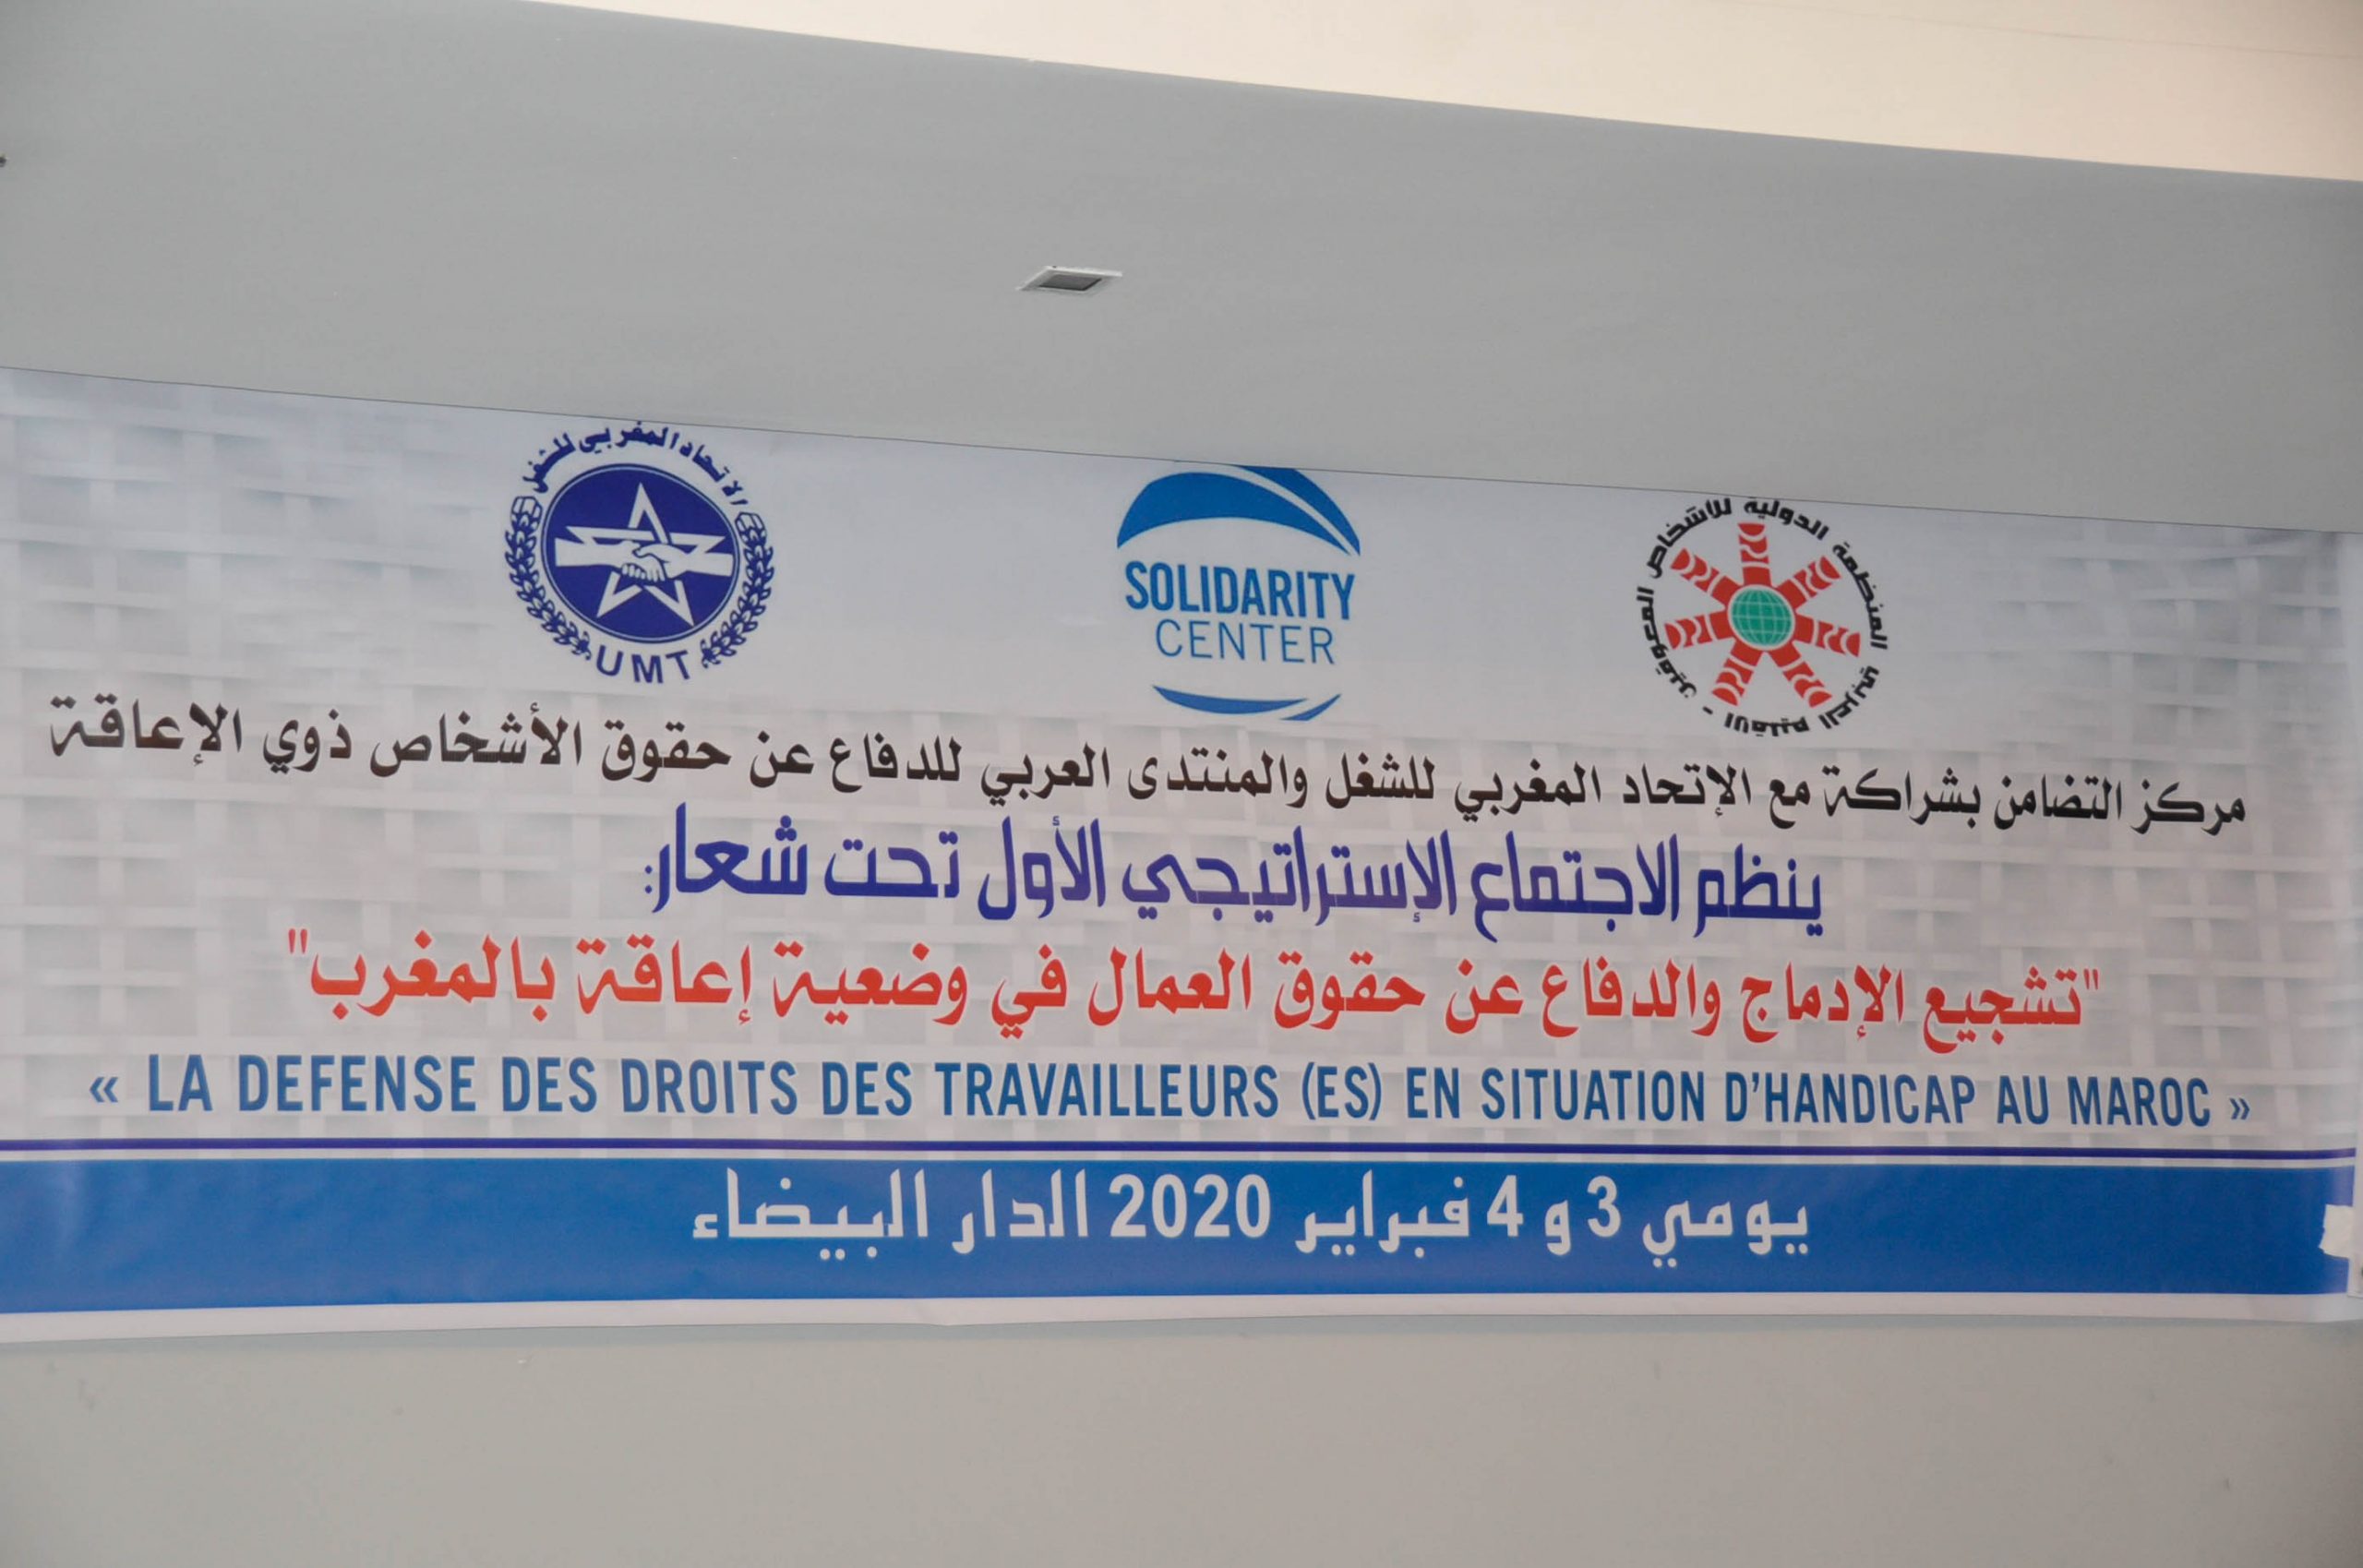 الاتحاد المغربي للشغل
UMT
SOLIDARITY
CENTER
المنظمة الدولية للأشخاص المعوقين - الاقليم العربي
مركز التضامن بشراكة مع الإتحاد المغربي للشغل والمنتدى العربي للدفاع عن حقوق الأشخاص ذوي الإعاقة
ينظم الاجتماع الإستراتيجي الأول تحت شعار:
"تشجيع الإدماج والدفاع عن حقوق العمال في وضعية إعاقة بالمغرب"
« LA DEFENSE DES DROITS DES TRAVAILLEURS (ES) EN SITUATION D'HANDICAP AU MAROC »
يومي 3 و 4 فبراير 2020 الدار البيضاء